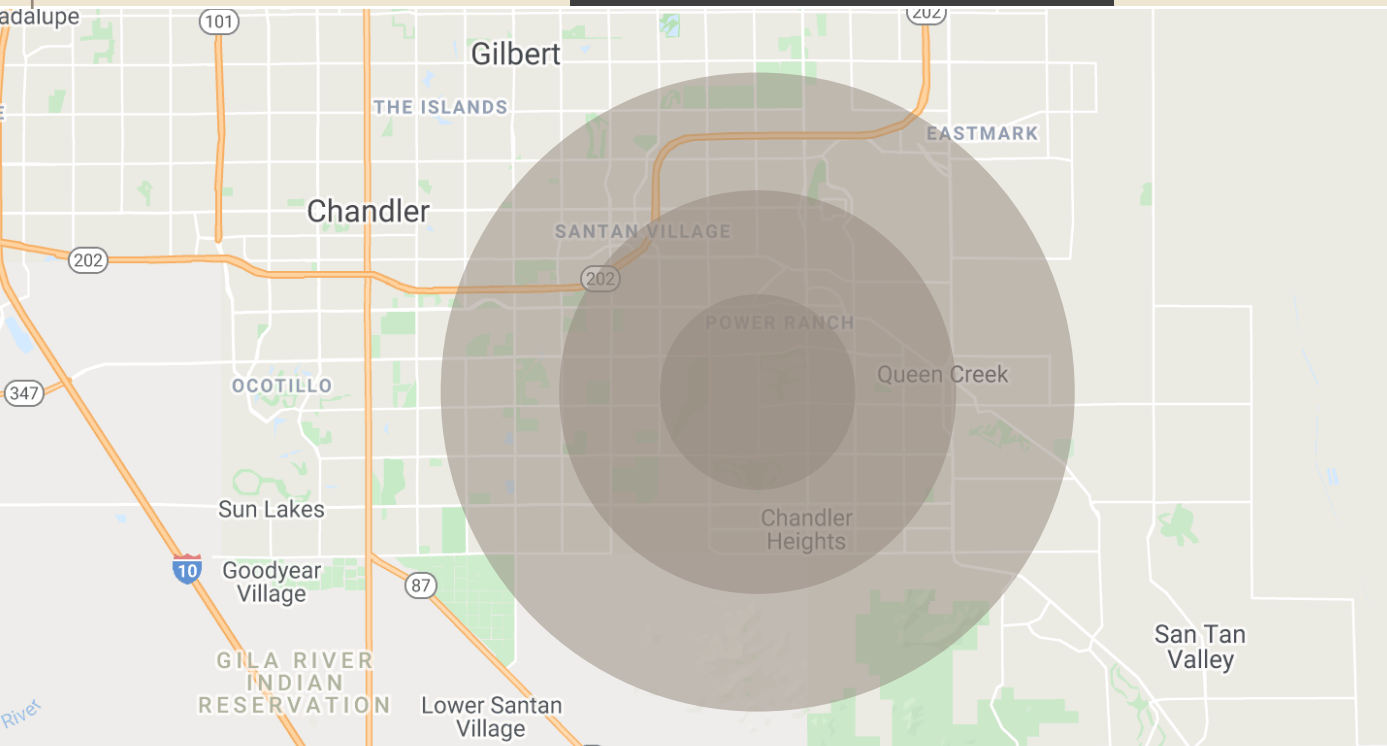 adalupe
101
202
Gilbert
THE ISLANDS
EASTMARK
Chandler
SANTAN VILLAGE
202
202
POWER RANCH
Queen Creek
OCOTILLO
347
Sun Lakes
Chandler
Heights
10
Goodyear
Village
87
San Tan
Valley
GILA RIVER
INDIAN
RESERVATION
Lower Santan
Village
River